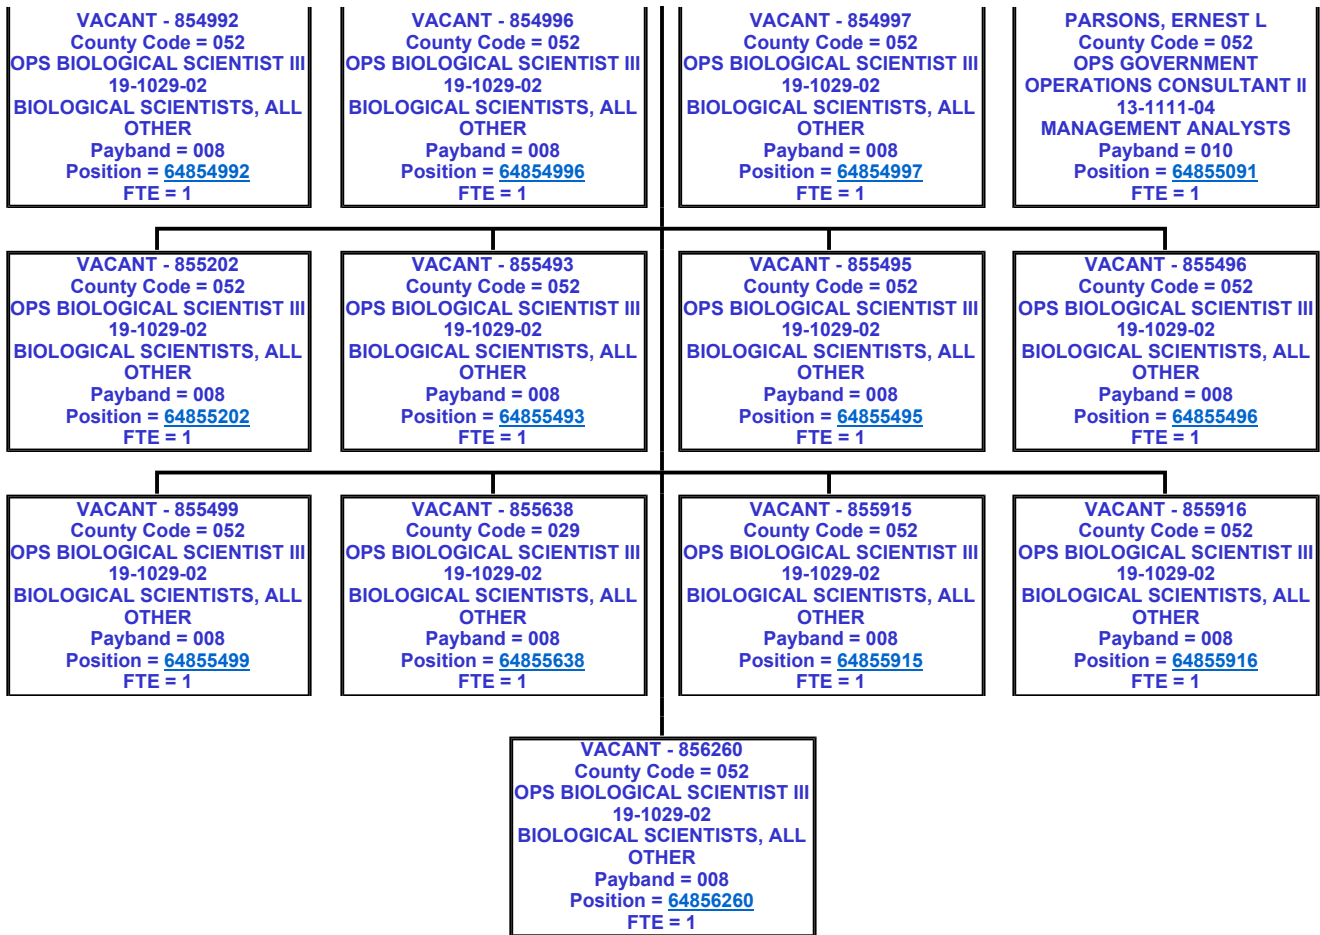 VACANT - 854992
County Code = 052
OPS BIOLOGICAL SCIENTIST III
19-1029-02
BIOLOGICAL SCIENTISTS, ALL
OTHER
Payband = 008
Position = 64854992
FTE = 1
VACANT - 854996
County Code = 052
OPS BIOLOGICAL SCIENTIST III
19-1029-02
BIOLOGICAL SCIENTISTS, ALL
OTHER
Payband = 008
Position = 64854996
FTE = 1
VACANT - 854997
County Code = 052
OPS BIOLOGICAL SCIENTIST III
19-1029-02
BIOLOGICAL SCIENTISTS, ALL
OTHER
Payband = 008
Position = 64854997
FTE = 1
PARSONS, ERNEST L
County Code = 052
OPS GOVERNMENT
OPERATIONS CONSULTANT II
13-1111-04
MANAGEMENT ANALYSTS
Payband = 010
Position = 64855091
FTE = 1
VACANT - 855202
County Code = 052
OPS BIOLOGICAL SCIENTIST III
19-1029-02
BIOLOGICAL SCIENTISTS, ALL
OTHER
Payband = 008
Position = 64855202
FTE = 1
VACANT - 855493
County Code = 052
OPS BIOLOGICAL SCIENTIST III
19-1029-02
BIOLOGICAL SCIENTISTS, ALL
OTHER
Payband = 008
Position = 64855493
FTE = 1
VACANT - 855495
County Code = 052
OPS BIOLOGICAL SCIENTIST III
19-1029-02
BIOLOGICAL SCIENTISTS, ALL
OTHER
Payband = 008
Position = 64855495
FTE = 1
VACANT - 855496
County Code = 052
OPS BIOLOGICAL SCIENTIST III
19-1029-02
BIOLOGICAL SCIENTISTS, ALL
OTHER
Payband = 008
Position = 64855496
FTE = 1
VACANT - 855499
County Code = 052
OPS BIOLOGICAL SCIENTIST III
19-1029-02
BIOLOGICAL SCIENTISTS, ALL
OTHER
Payband = 008
Position = 64855499
FTE = 1
VACANT - 855638
County Code = 029
OPS BIOLOGICAL SCIENTIST III
19-1029-02
BIOLOGICAL SCIENTISTS, ALL
OTHER
Payband = 008
Position = 64855638
FTE = 1
VACANT - 855915
County Code = 052
OPS BIOLOGICAL SCIENTIST III
19-1029-02
BIOLOGICAL SCIENTISTS, ALL
OTHER
Payband = 008
Position = 64855915
FTE = 1
VACANT - 855916
County Code = 052
OPS BIOLOGICAL SCIENTIST III
19-1029-02
BIOLOGICAL SCIENTISTS, ALL
OTHER
Payband = 008
Position = 64855916
FTE = 1
VACANT - 856260
County Code = 052
OPS BIOLOGICAL SCIENTIST III
19-1029-02
BIOLOGICAL SCIENTISTS, ALL
OTHER
Payband = 008
Position = 64856260
FTE = 1